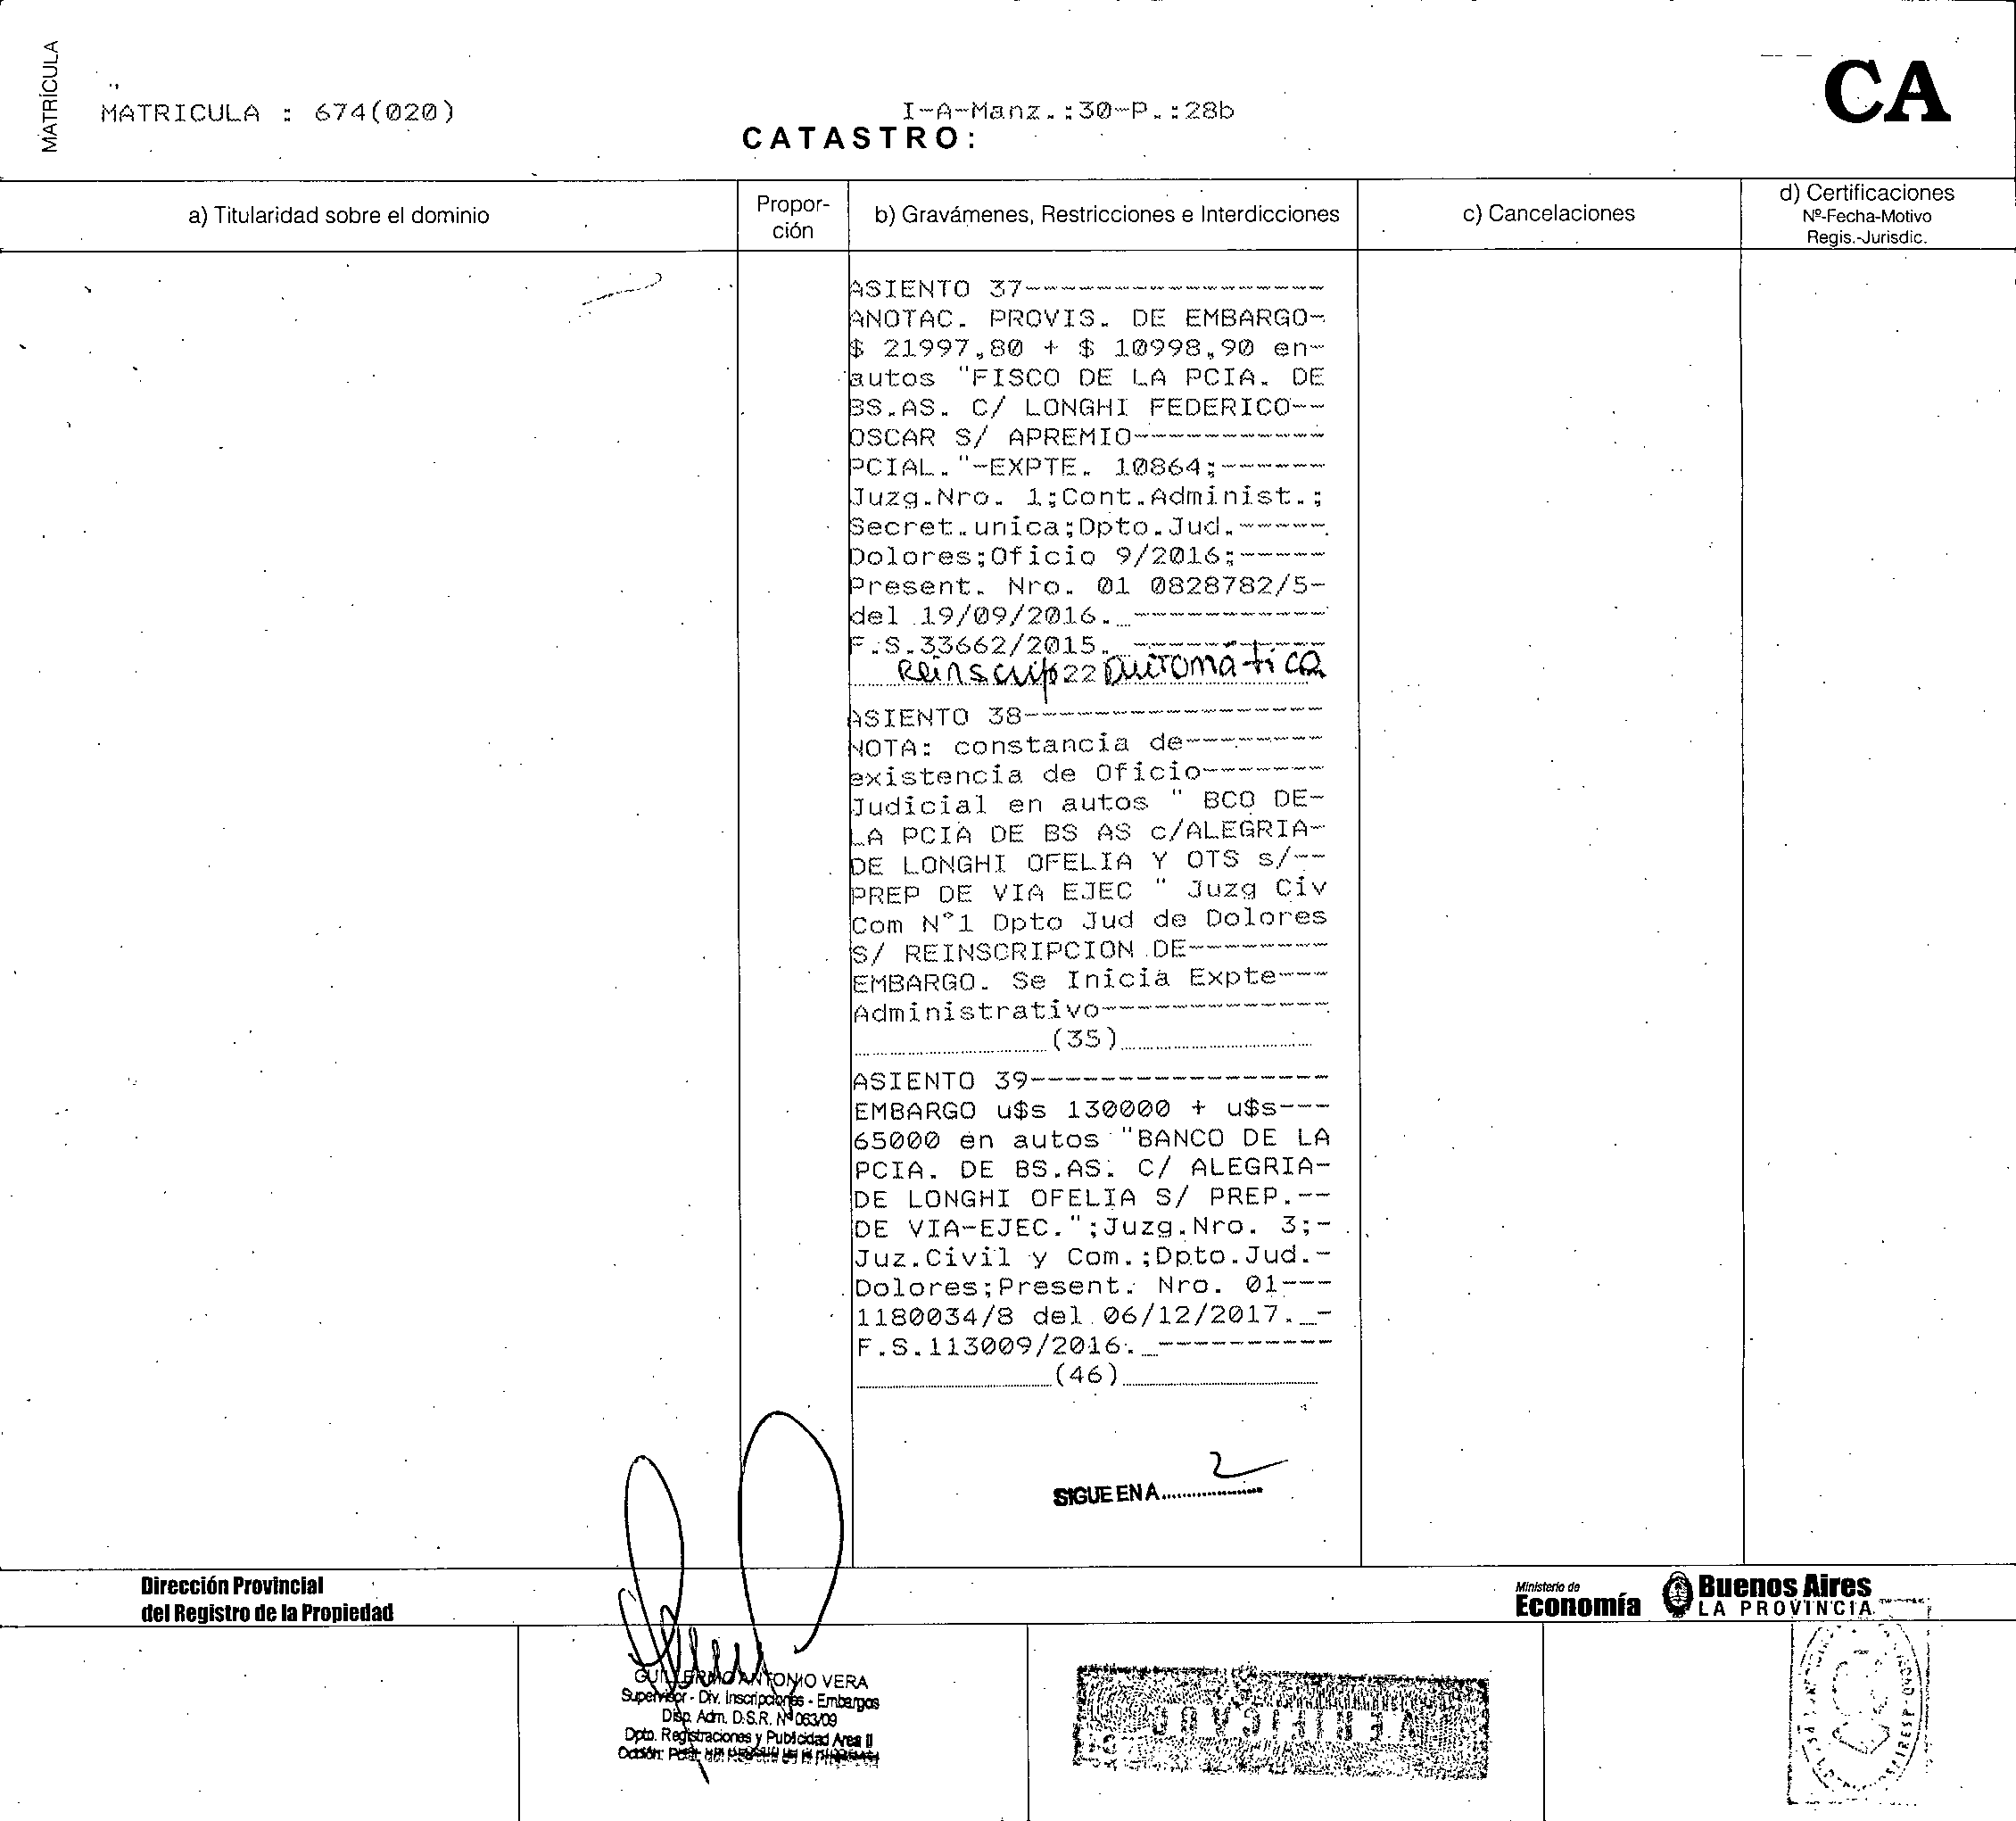 MATRÍCULA
MATRICULA : 674(020)
I-A-Manz.:30-P.:28b
CATASTRO:
CA
a) Titularidad sobre el dominio
Propor-
ción
b) Gravámenes, Restricciones e Interdicciones
c) Cancelaciones
d) Certificaciones
Nº-Fecha-Motivo
Regis.-Jurisdic.
ASIENTO 37-----------------
ANOTAC. PROVIS. DE EMBARGO-
$ 21997,80 + $ 10998,90 en-
autos "FISCO DE LA PCIA. DE
BS.AS. C/ LONGHI FEDERICO--
OSCAR S/ APREMIO-----------
PCIAL."-EXPTE. 10864;------
Juzg.Nro. 1;Cont.Administ.;
Secret.unica;Dpto.Jud.-----
Dolores;Oficio 9/2016;-----
Present. Nro. 01 0828782/5-
del 19/09/2016._-----------
F.S.33662/2015._-----------
Reinscrip 22 automática
ASIENTO 38-----------------
NOTA: constancia de--------
existencia de Oficio-------
Judicial en autos " BCO DE-
LA PCIA DE BS AS c/ALEGRIA-
DE LONGHI OFELIA Y OTS s/--
PREP DE VIA EJEC " Juzg Civ
Com N°1 Dpto Jud de Dolores
S/ REINSCRIPCION DE--------
EMBARGO. Se Inicia Expte---
Administrativo-------------
(35)
ASIENTO 39-----------------
EMBARGO u$s 130000 + u$s---
65000 en autos "BANCO DE LA
PCIA. DE BS.AS. C/ ALEGRIA-
DE LONGHI OFELIA S/ PREP.--
DE VIA-EJEC.";Juzg.Nro. 3;-
Juz.Civil y Com.;Dpto.Jud.-
Dolores;Present. Nro. 01---
1180034/8 del 06/12/2017._-
F.S.113009/2016._----------
(46)
SIGUE EN A 2
Dirección Provincial
del Registro de la Propiedad
Ministerio de
Economía
Buenos Aires
LA PROVINCIA
GUILLERMO ANTONIO VERA
Supervisor - Div. Inscripciones - Embargos
Disp. Adm. D.S.R. Nº 063/09
Dpto. Registraciones y Publicidad Area II